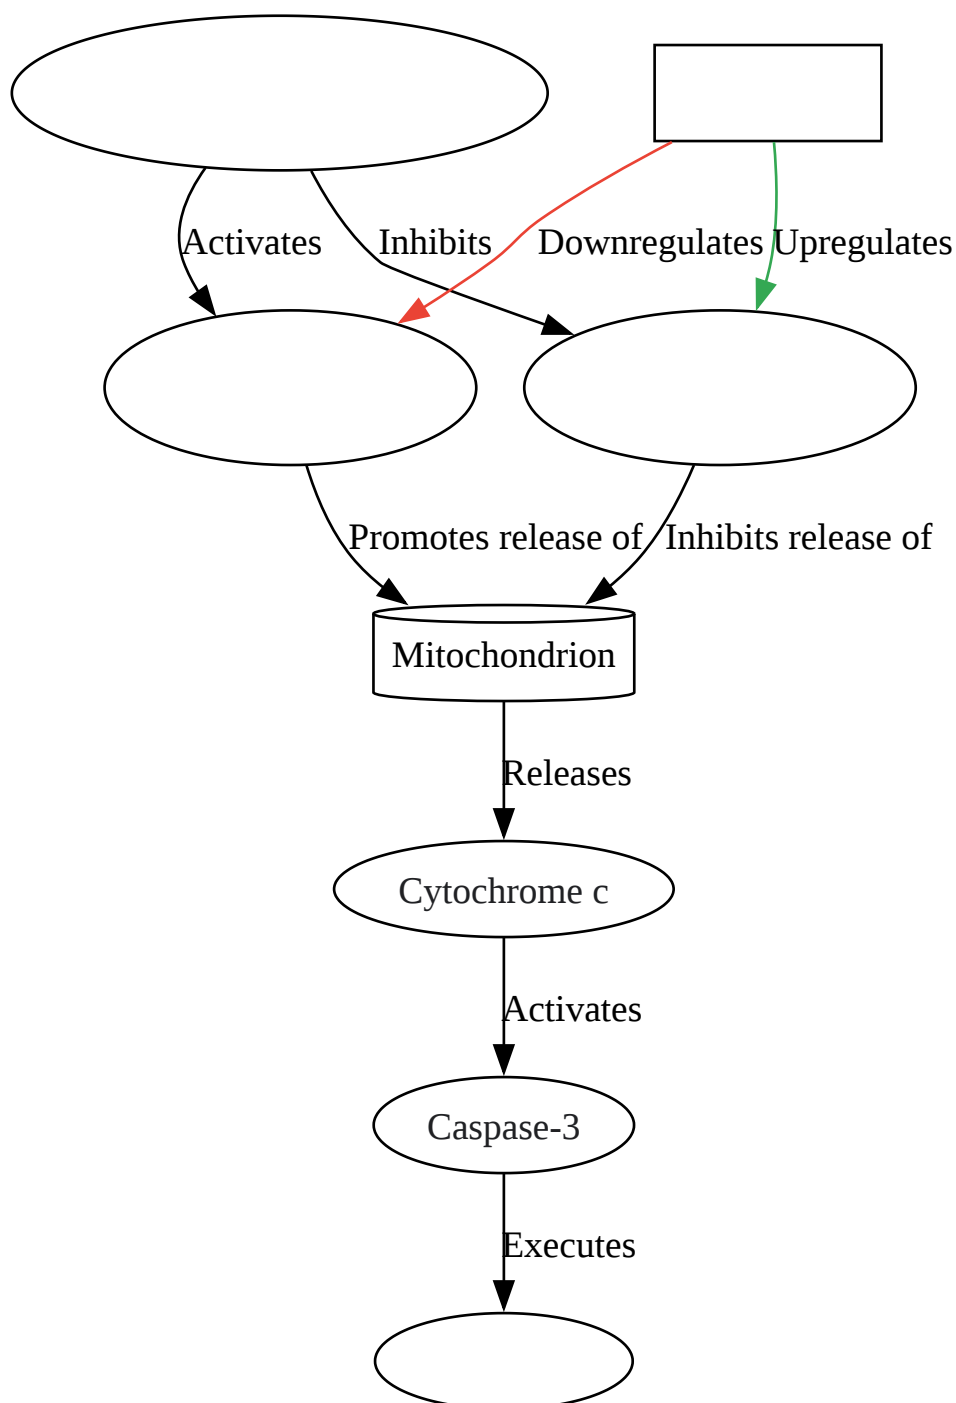 Activates
Inhibits
Downregulates
Upregulates
Promotes release of
Inhibits release of
Mitochondrion
Releases
Cytochrome c
Activates
Caspase-3
Executes